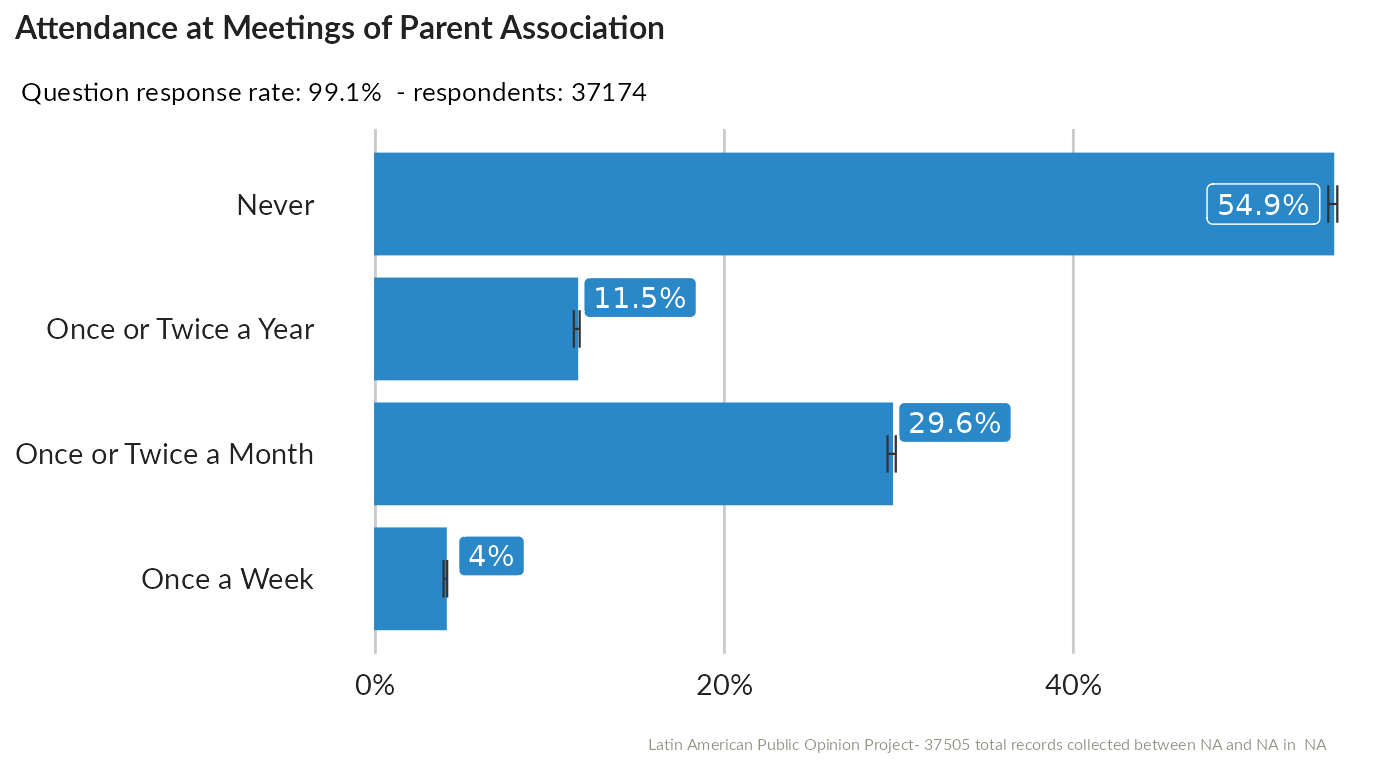 Attendance at Meetings of Parent Association
Question response rate: 99.1% - respondents: 37174
Never
54.9%
Once or Twice a Year
11.5%
Once or Twice a Month
29.6%
Once a Week
4%
0%
20%
40%
Latin American Public Opinion Project- 37505 total records collected between NA and NA in NA